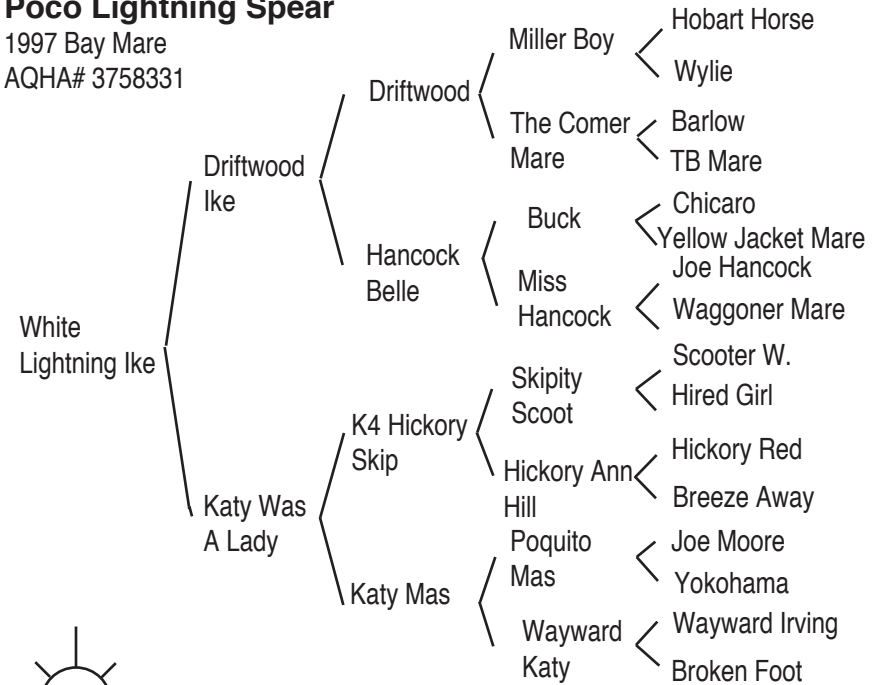 Poco Lightning Spear
1997 Bay Mare
AQHA# 3758331
White
Lightning Ike
Driftwood
Ike
Katy Was
A Lady
Driftwood
Hancock
Belle
K4 Hickory
Skip
Katy Mas
Miller Boy
The Comer
Mare
Buck
Miss
Hancock
Skipity
Scoot
Hickory Ann
Hill
Poquito
Mas
Wayward
Katy
Hobart Horse
Wylie
Barlow
TB Mare
Chicaro
Yellow Jacket Mare
Joe Hancock
Waggoner Mare
Scooter W.
Hired Girl
Hickory Red
Breeze Away
Joe Moore
Yokohama
Wayward Irving
Broken Foot